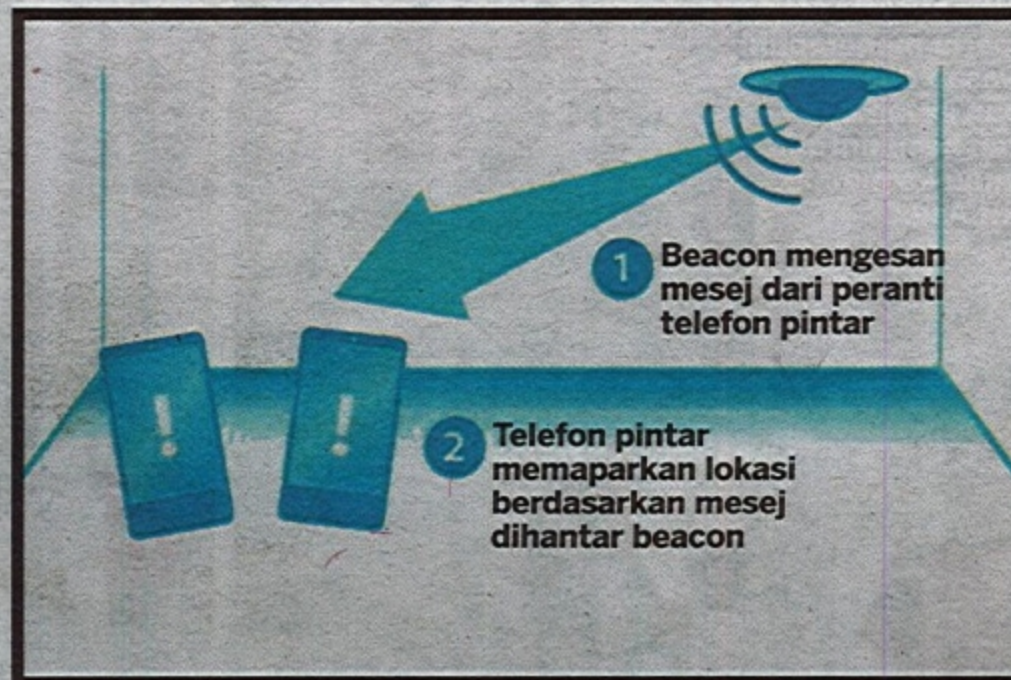 1 Beacon mengesan
mesej dari peranti
telefon pintar
2 Telefon pintar
memaparkan lokasi
berdasarkan mesej
dihantar beacon